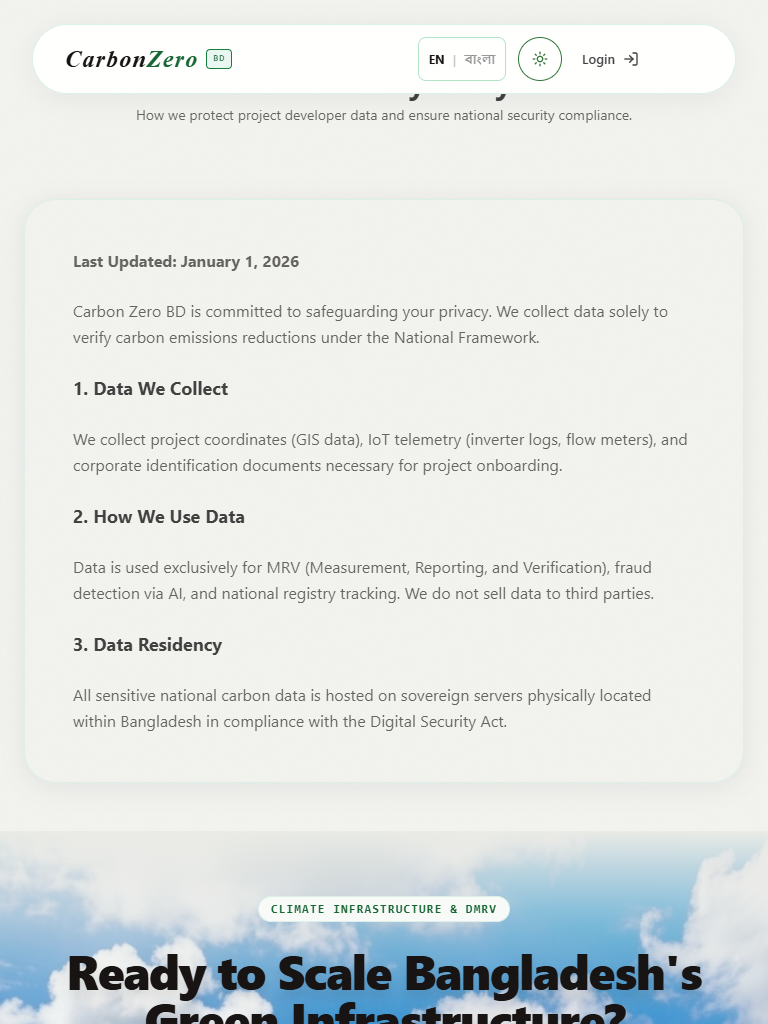 CarbonZero BD
EN | বাংলা
Login
How we protect project developer data and ensure national security compliance.
Last Updated: January 1, 2026
Carbon Zero BD is committed to safeguarding your privacy. We collect data solely to
verify carbon emissions reductions under the National Framework.
1. Data We Collect
We collect project coordinates (GIS data), IoT telemetry (inverter logs, flow meters), and
corporate identification documents necessary for project onboarding.
2. How We Use Data
Data is used exclusively for MRV (Measurement, Reporting, and Verification), fraud
detection via AI, and national registry tracking. We do not sell data to third parties.
3. Data Residency
All sensitive national carbon data is hosted on sovereign servers physically located
within Bangladesh in compliance with the Digital Security Act.
CLIMATE INFRASTRUCTURE & DMRV
Ready to Scale Bangladesh's
Green Infrastructure?